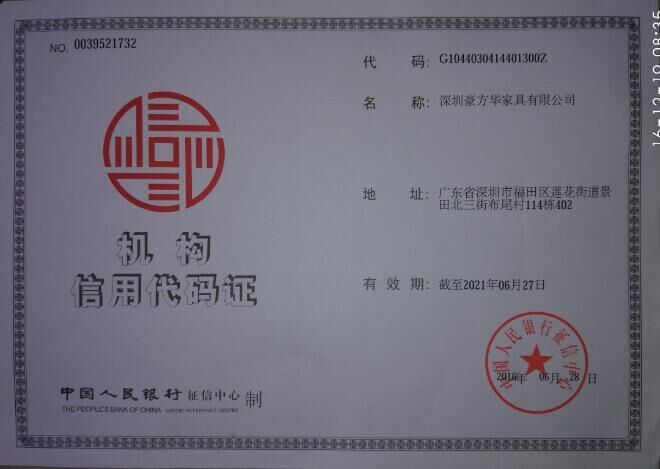 NO. 0039521732
机 构
信用代码证
中国人民银行 征信中心 制
THE PEOPLE'S BANK OF CHINA CREDIT REFERENCE CENTRE
代 码: G1044030414401300Z
名 称: 深圳豪方华家具有限公司
地 址: 广东省深圳市福田区莲花街道景
田北三街布尾村114栋402
有 效 期: 截至2021年06月27日
中国人民银行征信中心
2016年 06月 28 日
16-12-19 08:35